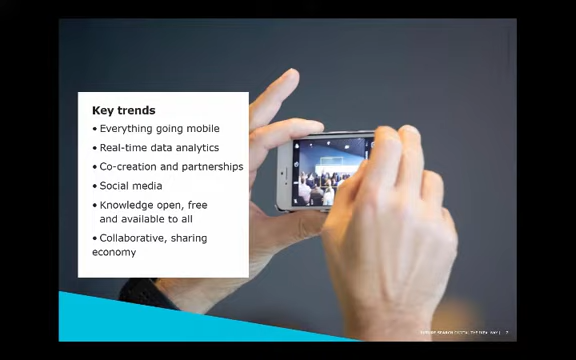 Key trends
• Everything going mobile
• Real-time data analytics
• Co-creation and partnerships
• Social media
• Knowledge open, free
and available to all
• Collaborative, sharing
economy